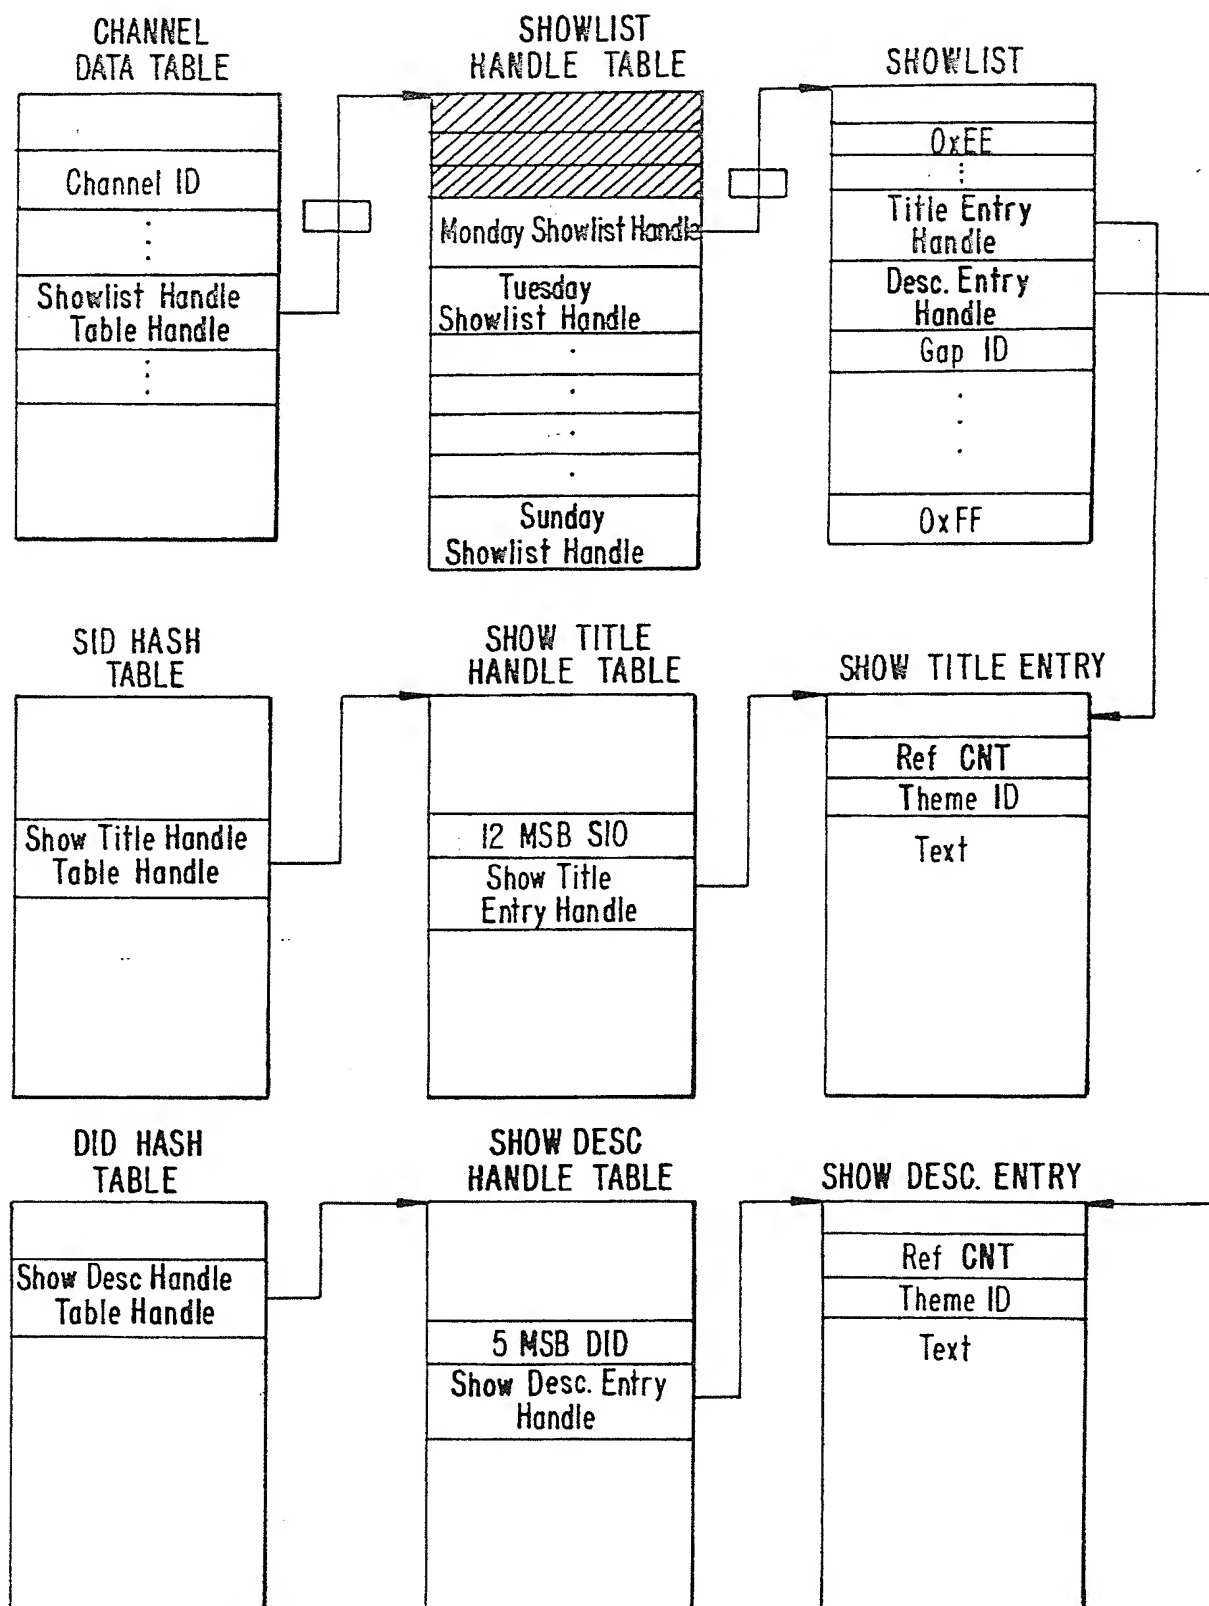 CHANNEL
DATA TABLE
Channel ID
Showlist Handle
Table Handle
SHOWLIST
HANDLE TABLE
Monday Showlist Handle
Tuesday
Showlist Handle
Sunday
Showlist Handle
SHOWLIST
0xEE
Title Entry
Handle
Desc. Entry
Handle
Gap ID
0xFF
SID HASH
TABLE
Show Title Handle
Table Handle
SHOW TITLE
HANDLE TABLE
12 MSB SIO
Show Title
Entry Handle
SHOW TITLE ENTRY
Ref CNT
Theme ID
Text
DID HASH
TABLE
Show Desc Handle
Table Handle
SHOW DESC
HANDLE TABLE
5 MSB DID
Show Desc. Entry
Handle
SHOW DESC. ENTRY
Ref CNT
Theme ID
Text